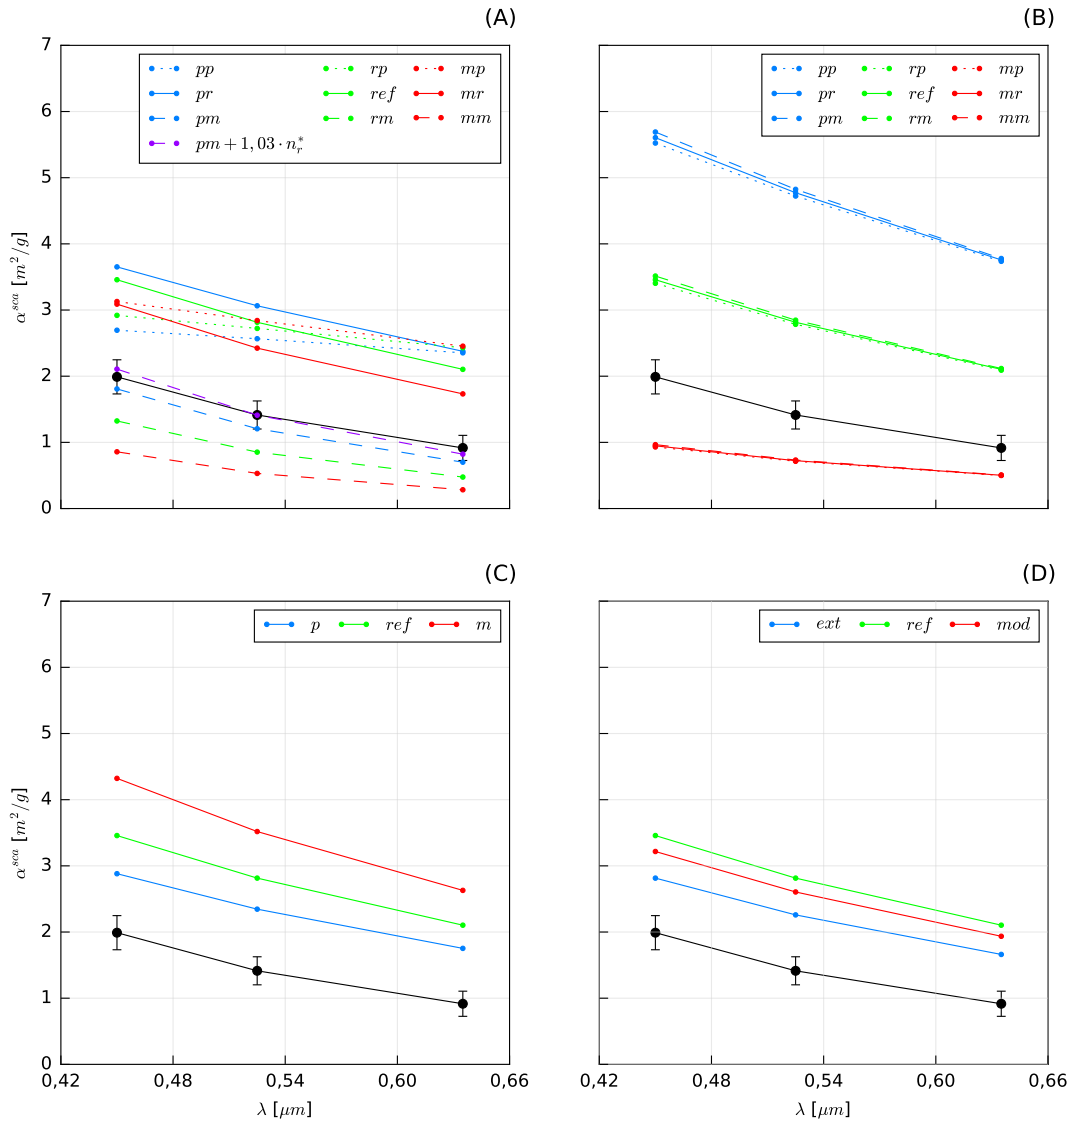 (A)
(B)
7
6
5
4
3
2
1
0
α^sca [m²/g]
pp rp mp
pr ref mr
pm rm mm
pm + 1,03 · n_r^*
pp rp mp
pr ref mr
pm rm mm
(C)
(D)
7
6
5
4
3
2
1
0
α^sca [m²/g]
p ref m
ext ref mod
0,42 0,48 0,54 0,60 0,66
0,42 0,48 0,54 0,60 0,66
λ [μm]
λ [μm]